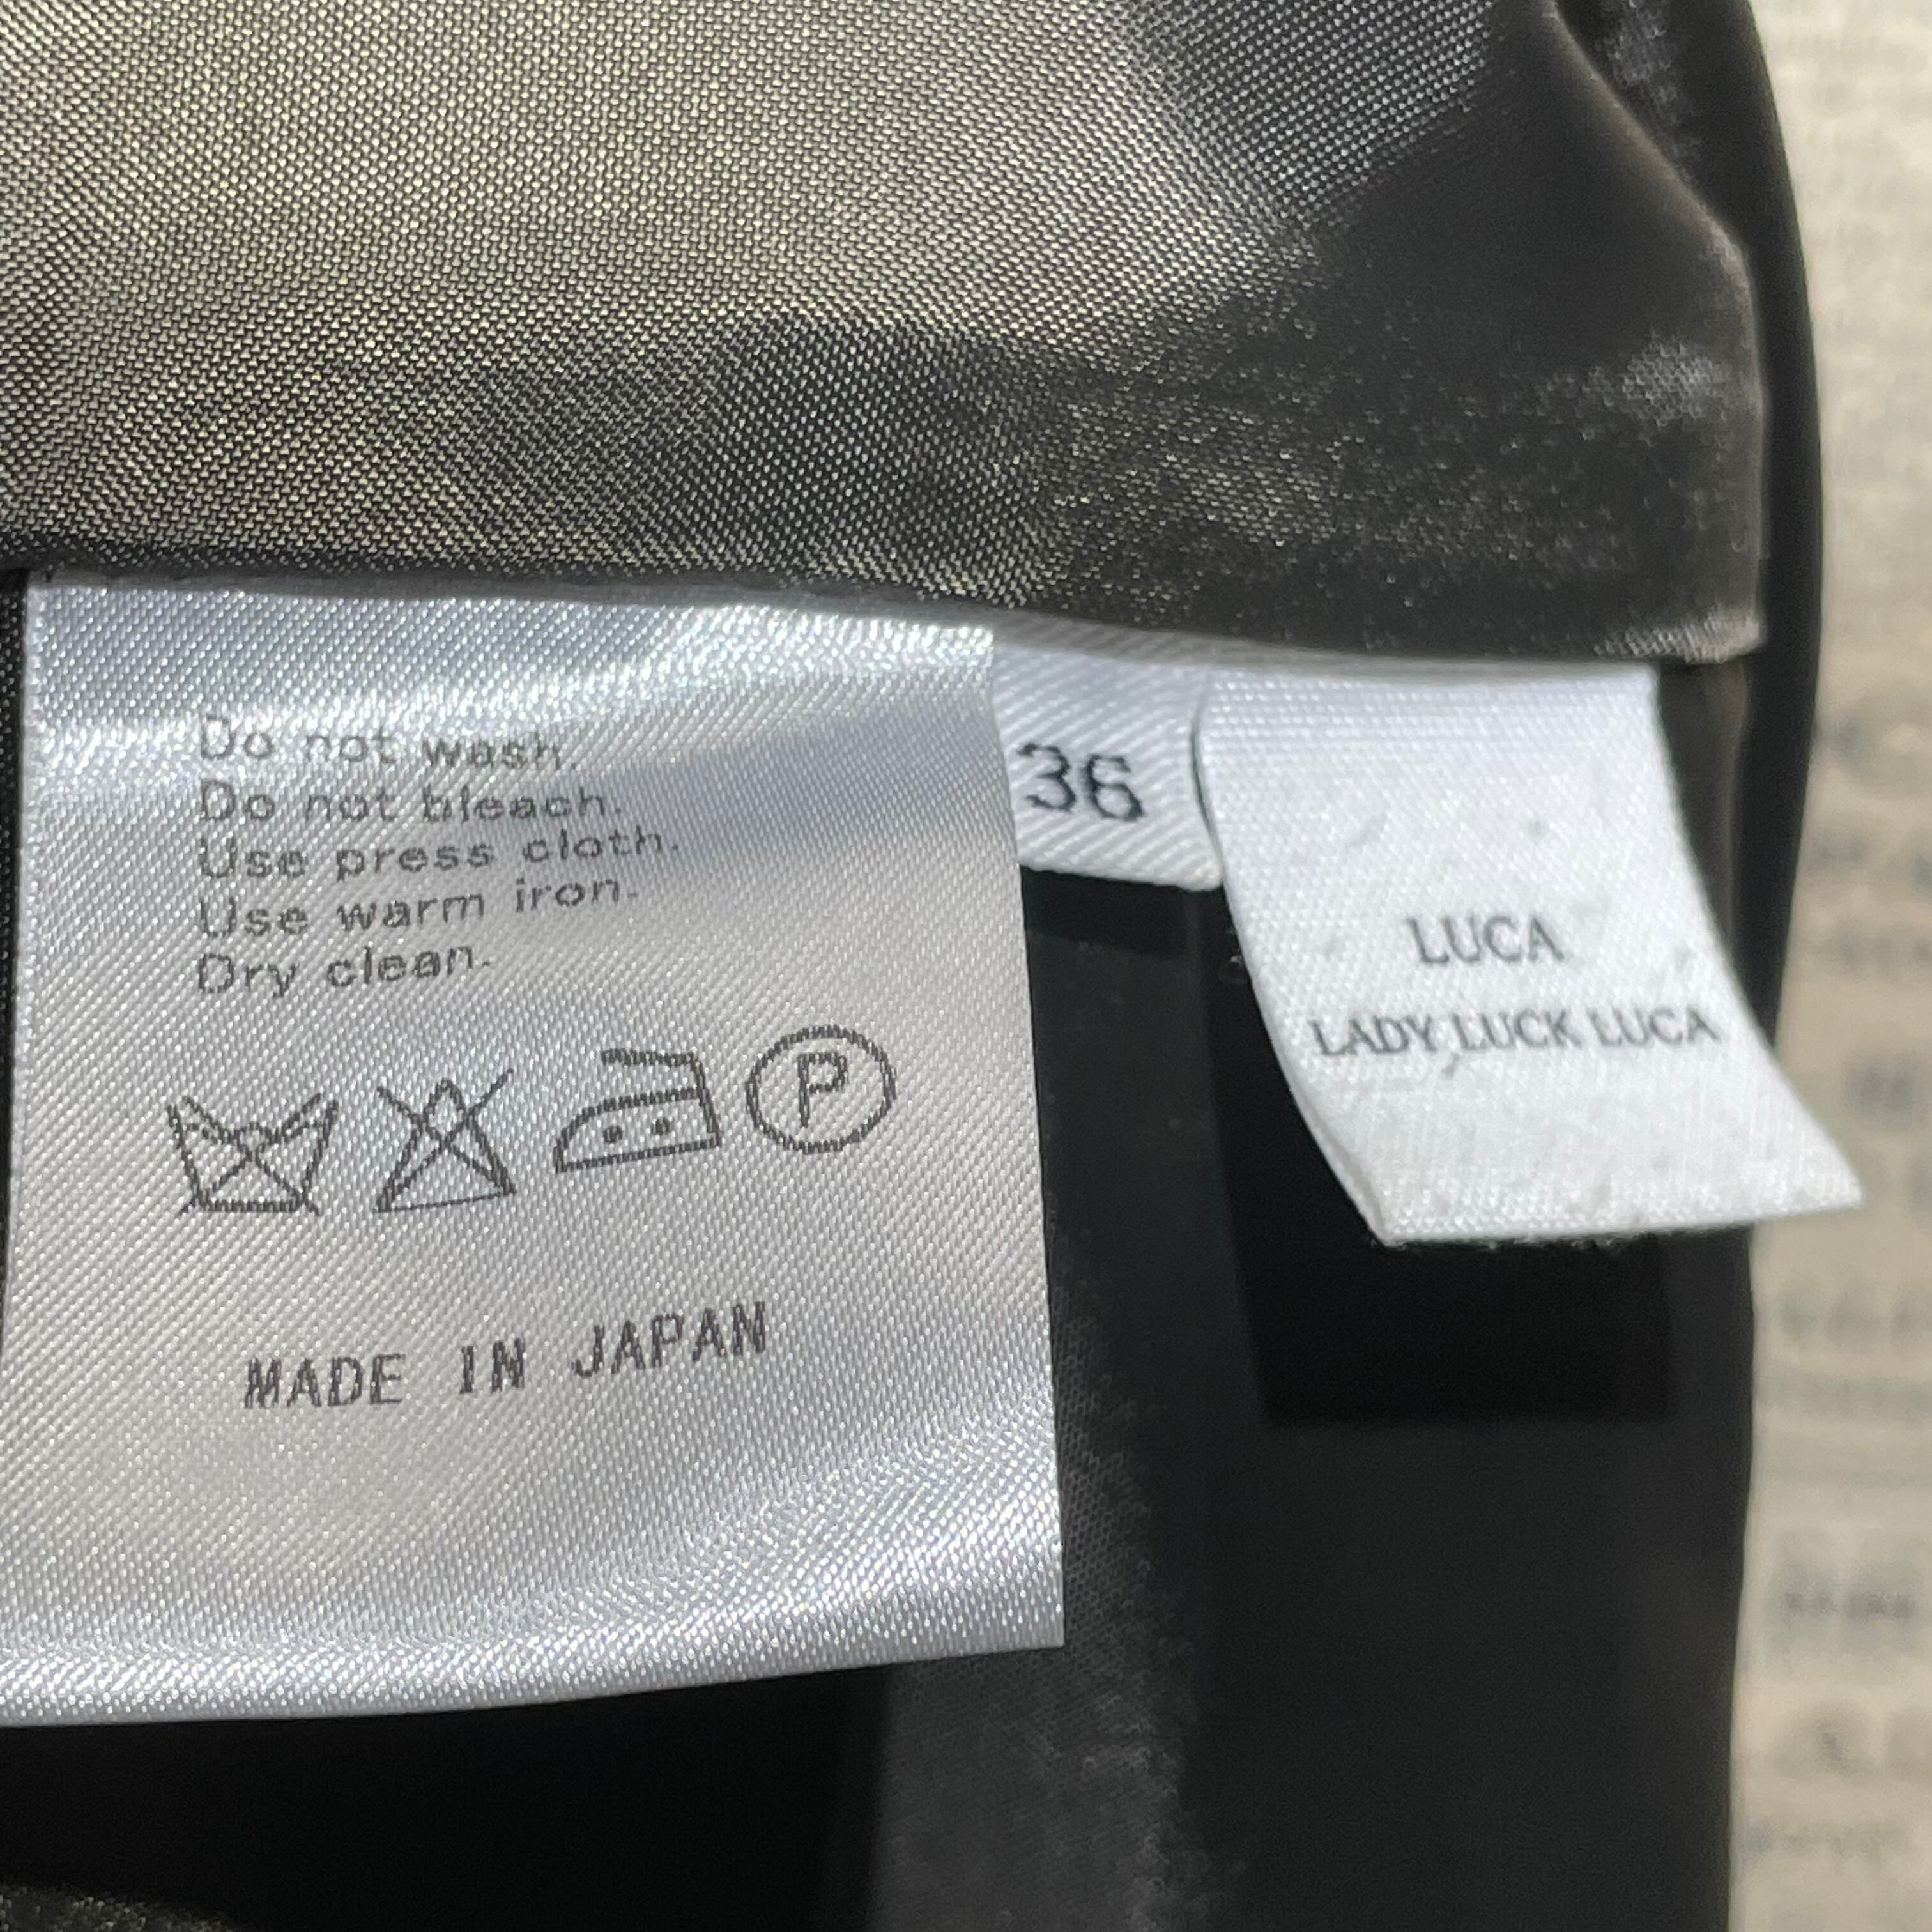 Do not wash.
Do not bleach.
Use press cloth.
Use warm iron.
Dry clean.
P
MADE IN JAPAN
36
LUCA
LADY LUCK LUCA